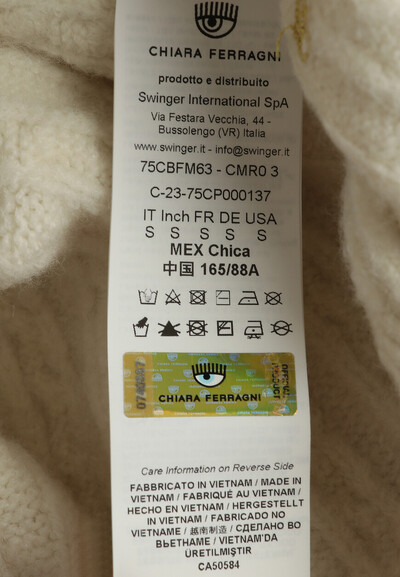 CHIARA FERRAGNI
prodotto e distribuito
Swinger International SpA
Via Festara Vecchia, 44 -
Bussolengo (VR) Italia
www.swinger.it - info@swinger.it
75CBFM63 - CMR0 3
C-23-75CP000137
IT Inch FR DE USA
S S S S S
MEX Chica
中国 165/88A
CHIARA FERRAGNI
PRODUCT
Care Information on Reverse Side
FABBRICATO IN VIETNAM / MADE IN
VIETNAM / FABRIQUÉ AU VIETNAM /
HECHO EN VIETNAM / HERGESTELLT
IN VIETNAM / FABRICADO NO
VIETNAME / 越南制造 / СДЕЛАНО ВО
ВЬЕТНАМЕ / VIETNAM'DA
ÜRETILMIŞTIR
CA50584